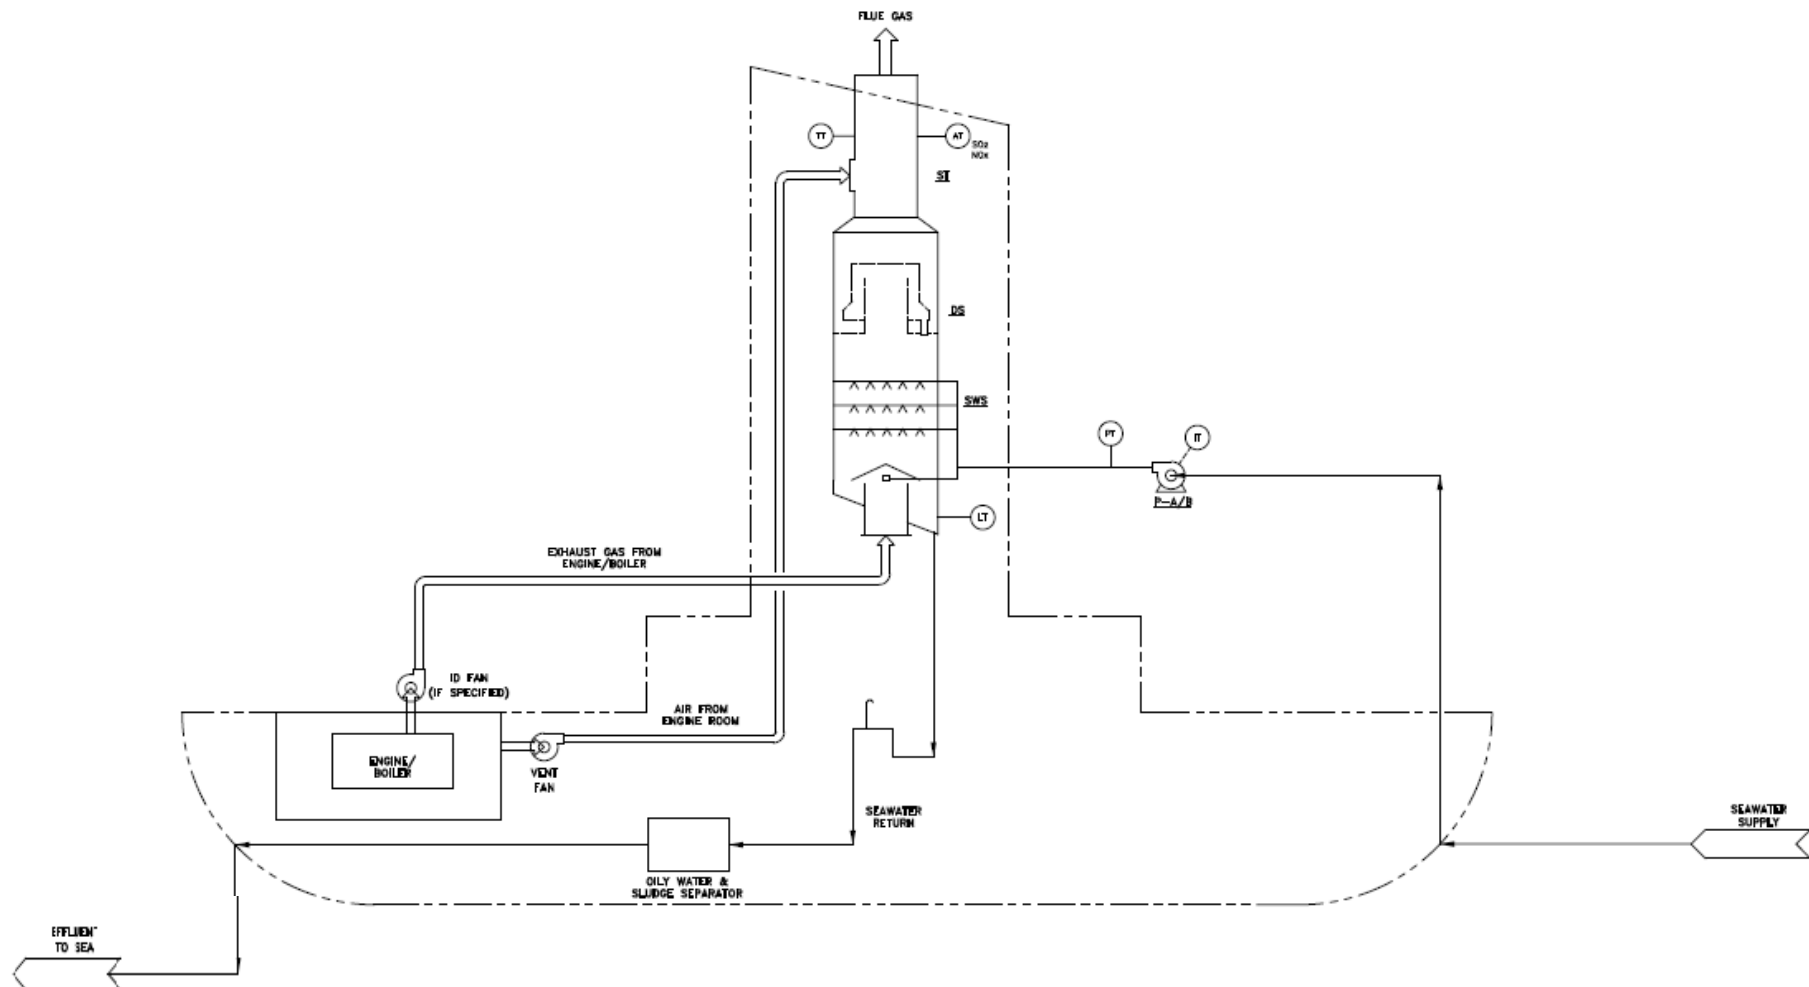 FLUE GAS
TT
AT
SO2
NOX
ST
DS
SWS
PT
IT
P-A/B
LT
EXHAUST GAS FROM
ENGINE/BOILER
ID FAN
(IF SPECIFIED)
AIR FROM
ENGINE ROOM
ENGINE/
BOILER
VENT
FAN
SEAWATER
RETURN
SEAWATER
SUPPLY
OILY WATER &
SLUDGE SEPARATOR
EFFLUENT
TO SEA